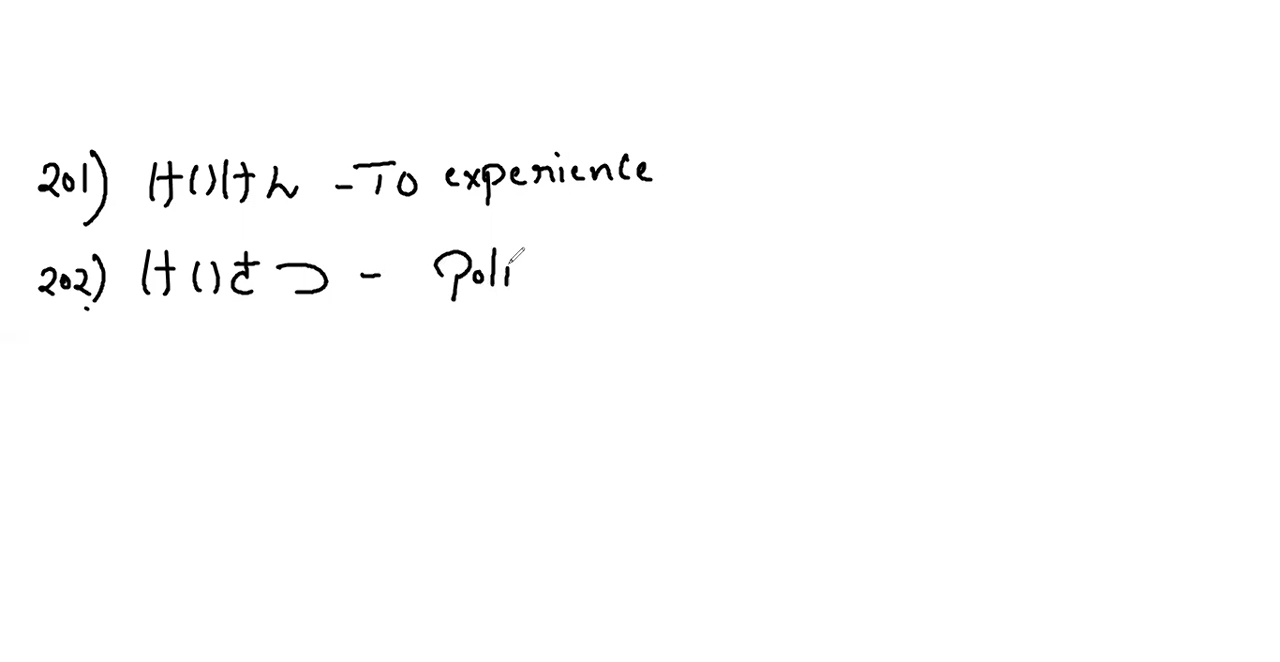 201) けいけん - To experience
202) けいさつ - Poli